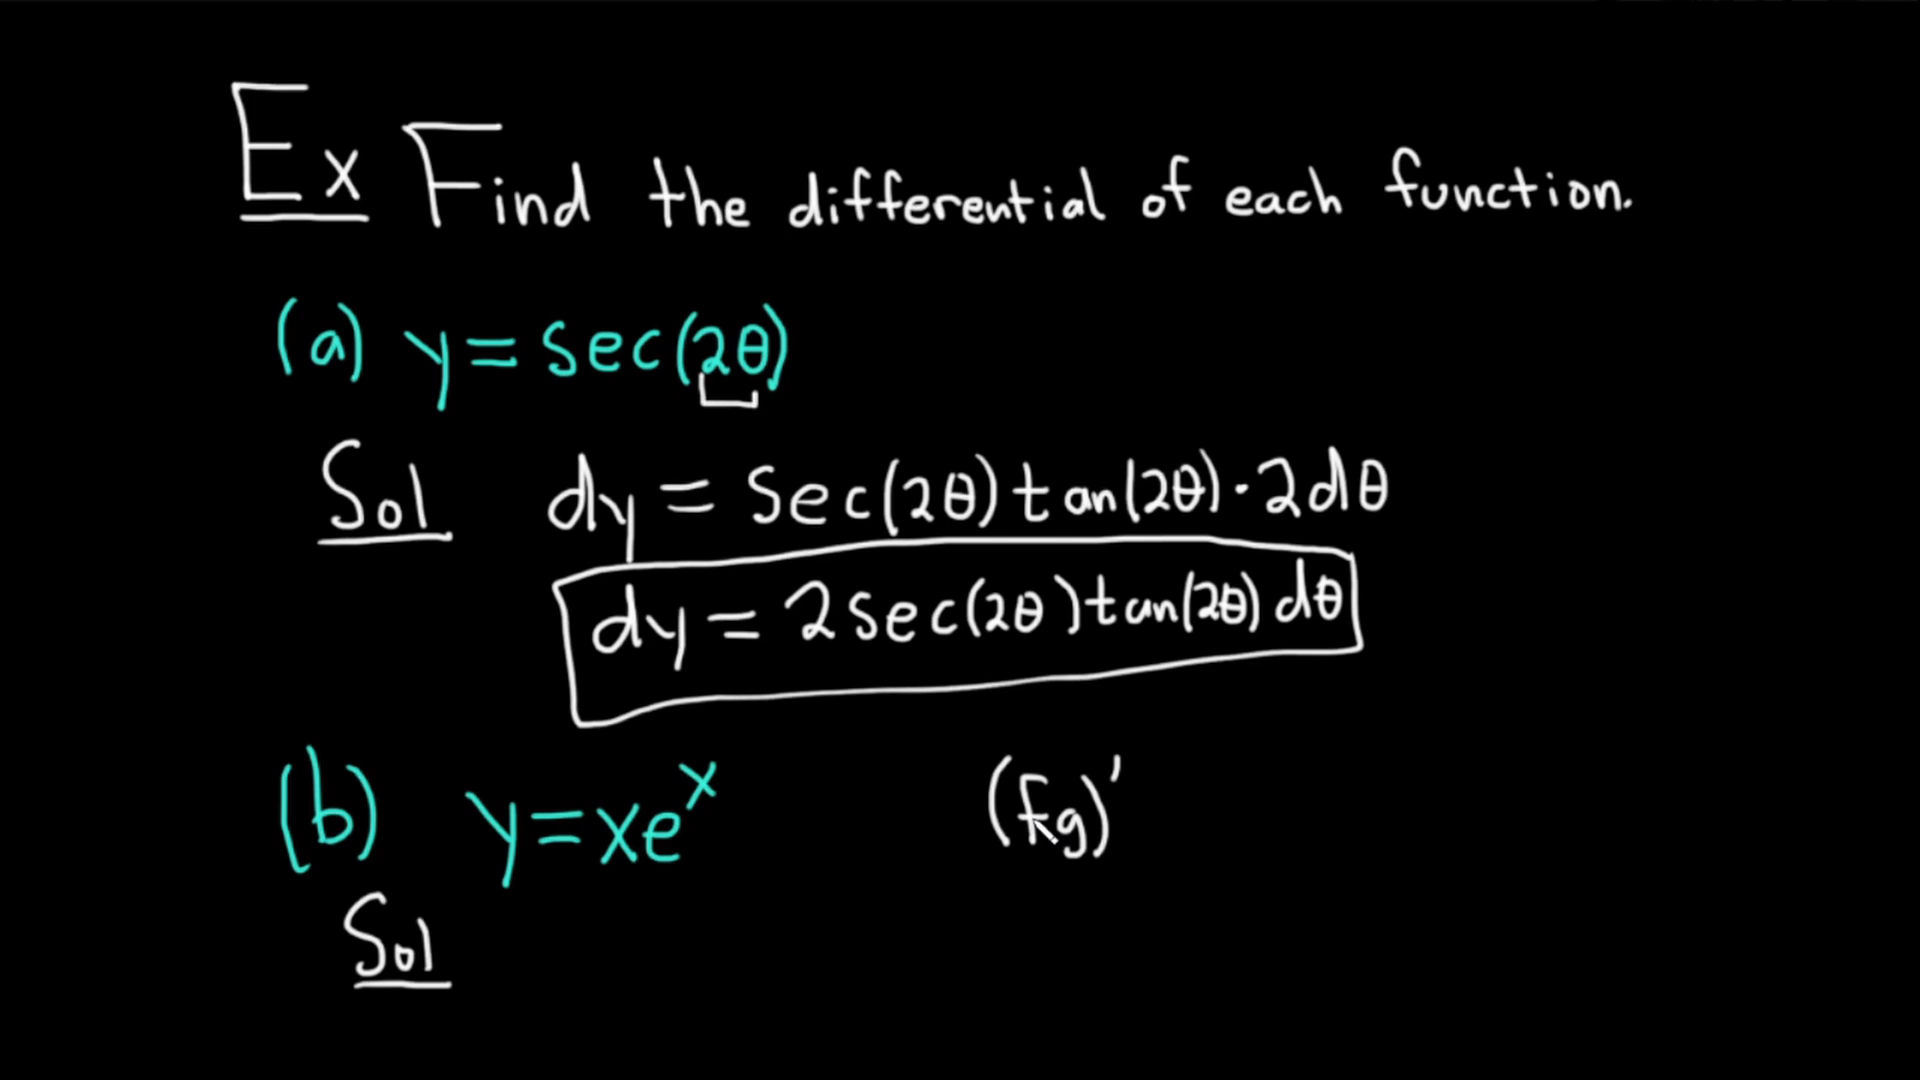 Ex Find the differential of each function.
(a) y = sec(2θ)
Sol dy = sec(2θ)tan(2θ)·2dθ
dy = 2sec(2θ)tan(2θ)dθ
(b) y = xeˣ (fg)'
Sol